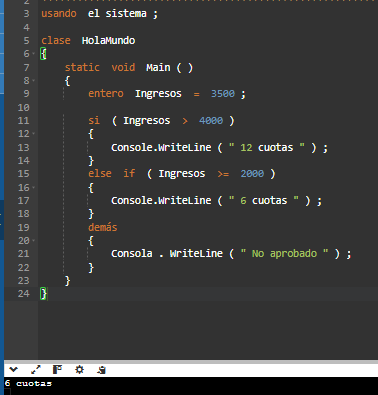 3 usando el sistema ;
4
5 clase HolaMundo
6 {
7 static void Main ( )
8 {
9 entero Ingresos = 3500 ;
10
11 si ( Ingresos > 4000 )
12 {
13 Console.WriteLine ( " 12 cuotas " ) ;
14 }
15 else if ( Ingresos >= 2000 )
16 {
17 Console.WriteLine ( " 6 cuotas " ) ;
18 }
19 demás
20 {
21 Consola . WriteLine ( " No aprobado " ) ;
22 }
23 }
24 }
6 cuotas